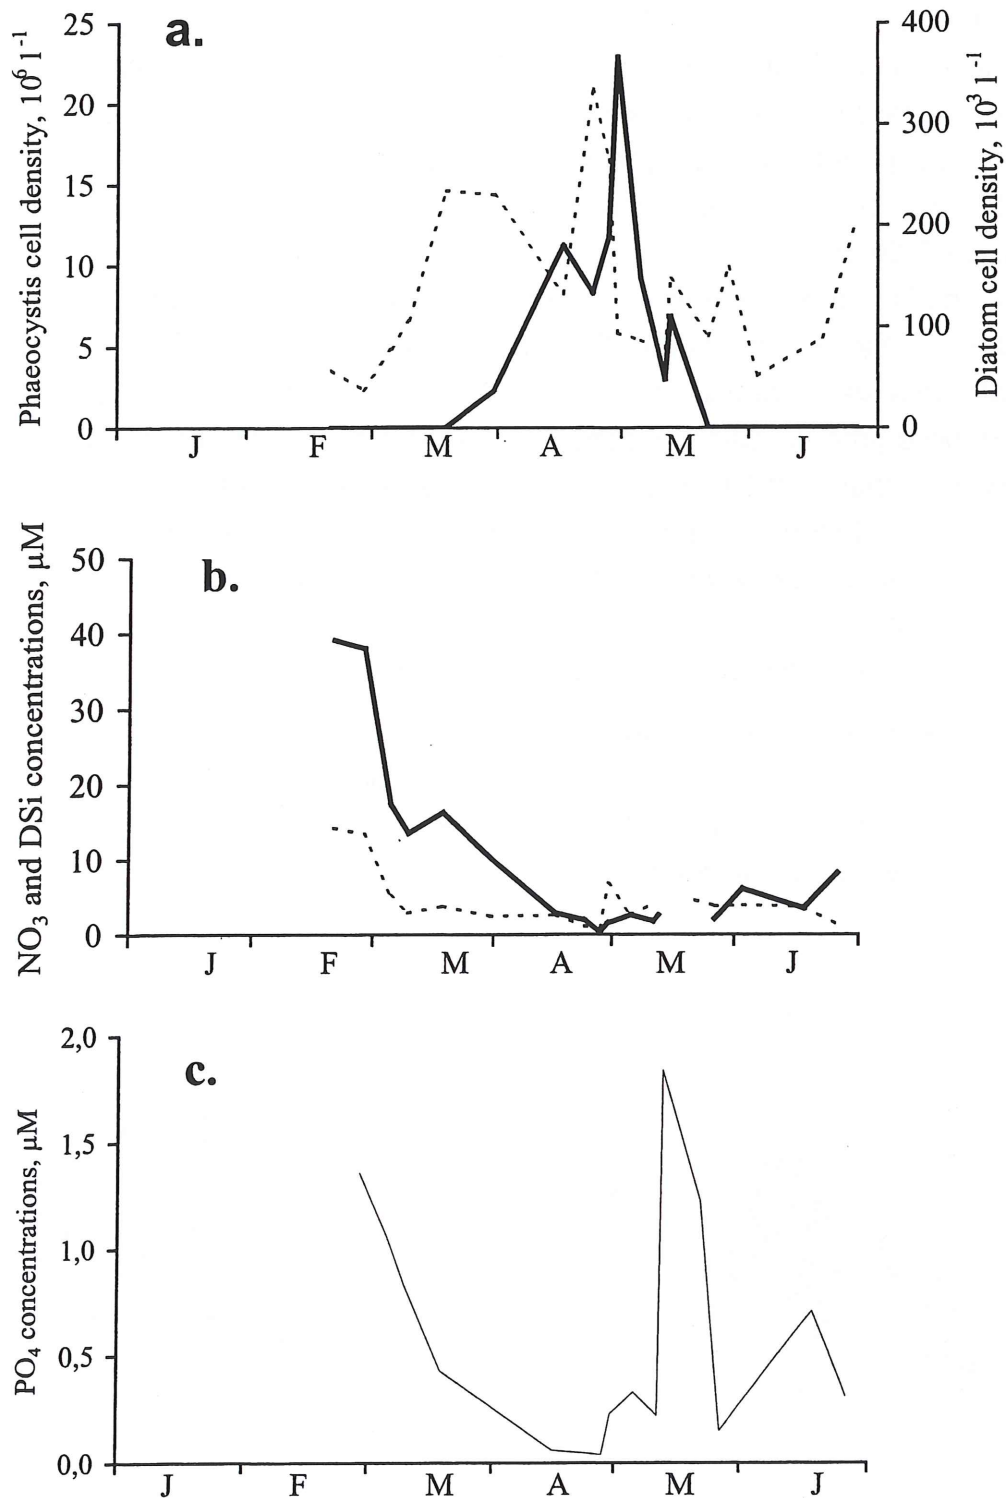 a.
Phaeocystis cell density, 10⁶ l⁻¹
25
20
15
10
5
0
Diatom cell density, 10³ l⁻¹
400
300
200
100
0
J F M A M J
b.
NO₃ and DSi concentrations, µM
50
40
30
20
10
0
J F M A M J
c.
PO₄ concentrations, µM
2,0
1,5
1,0
0,5
0,0
J F M A M J